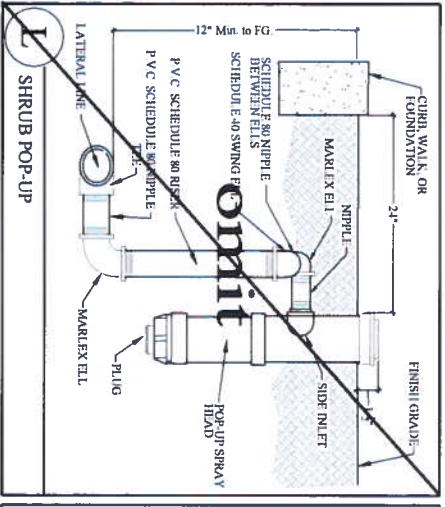 CURB, WALK, OR
FOUNDATION
24"
FINISH GRADE
12" Min. to FG
NIPPLE
MARLEX ELL
SCHEDULE 80 NIPPLE
BETWEEN ELLS
SCHEDULE 40 SWING ELL
PVC SCHEDULE 80 RISER
PVC SCHEDULE 80 NIPPLE
TEE
LATERAL LINE
omit
SIDE INLET
POP-UP SPRAY
HEAD
PLUG
MARLEX ELL
L
SHRUB POP-UP